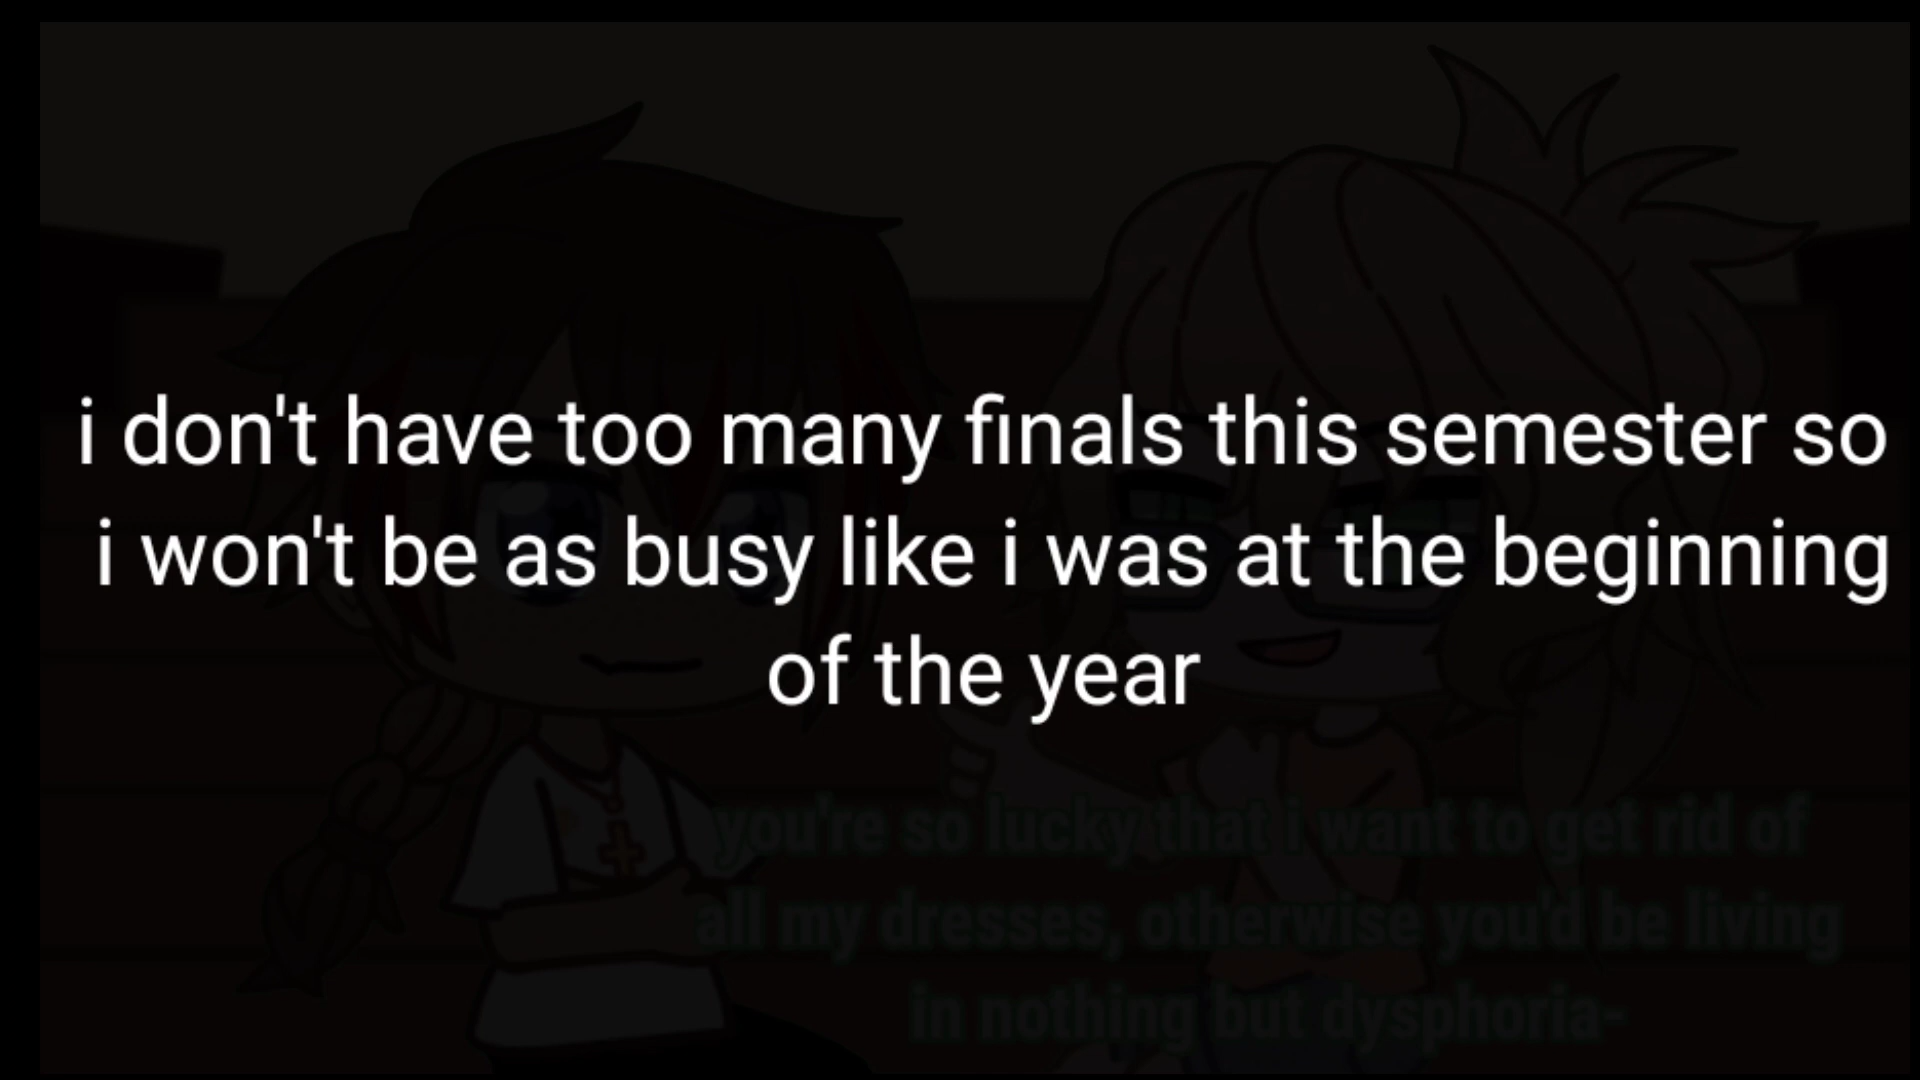 i don't have too many finals this semester so
i won't be as busy like i was at the beginning
of the year
you're so lucky that i want to get rid of
all my dresses, otherwise you'd be living
in nothing but dysphoria-